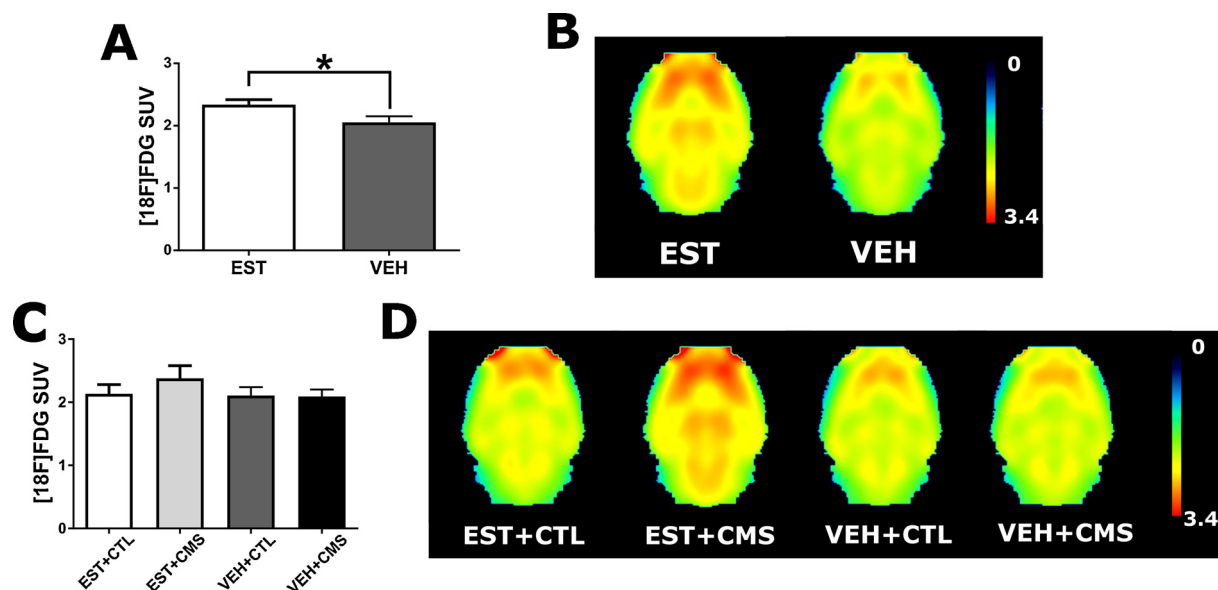 A
[18F]FDG SUV
3
2
1
0
*
EST
VEH
B
0
3.4
EST
VEH
C
[18F]FDG SUV
3
2
1
0
EST+CTL
EST+CMS
VEH+CTL
VEH+CMS
D
0
3.4
EST+CTL
EST+CMS
VEH+CTL
VEH+CMS